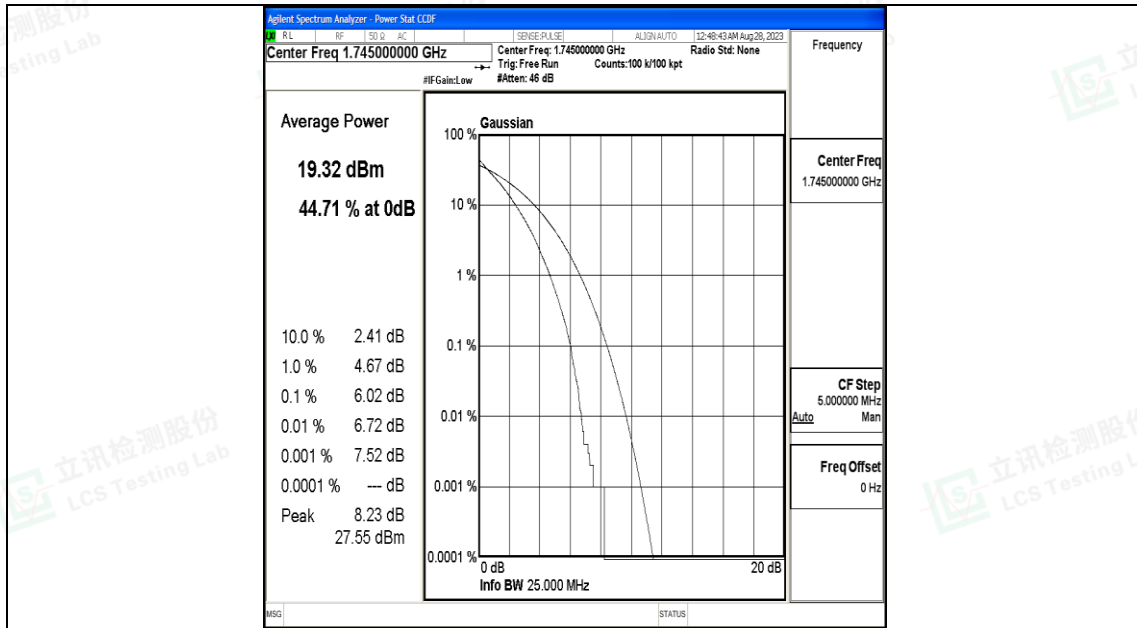 Agilent Spectrum Analyzer - Power Stat CCDF
LXI RL RF 50 Ω AC SENSE:PULSE ALIGN AUTO 12:48:43 AM Aug 28, 2023
Center Freq 1.745000000 GHz
Center Freq: 1.745000000 GHz Radio Std: None
Trig: Free Run Counts:100 k/100 kpt
#IFGain:Low #Atten: 46 dB
Frequency
Average Power
19.32 dBm
44.71 % at 0dB
10.0 % 2.41 dB
1.0 % 4.67 dB
0.1 % 6.02 dB
0.01 % 6.72 dB
0.001 % 7.52 dB
0.0001 % --- dB
Peak 8.23 dB
27.55 dBm
Gaussian
100 %
10 %
1 %
0.1 %
0.01 %
0.001 %
0.0001 %
0 dB 20 dB
Info BW 25.000 MHz
Center Freq
1.745000000 GHz
CF Step
5.000000 MHz
Auto Man
Freq Offset
0 Hz
MSG STATUS
立讯检测股份
LCS Testing Lab
立讯检测股份